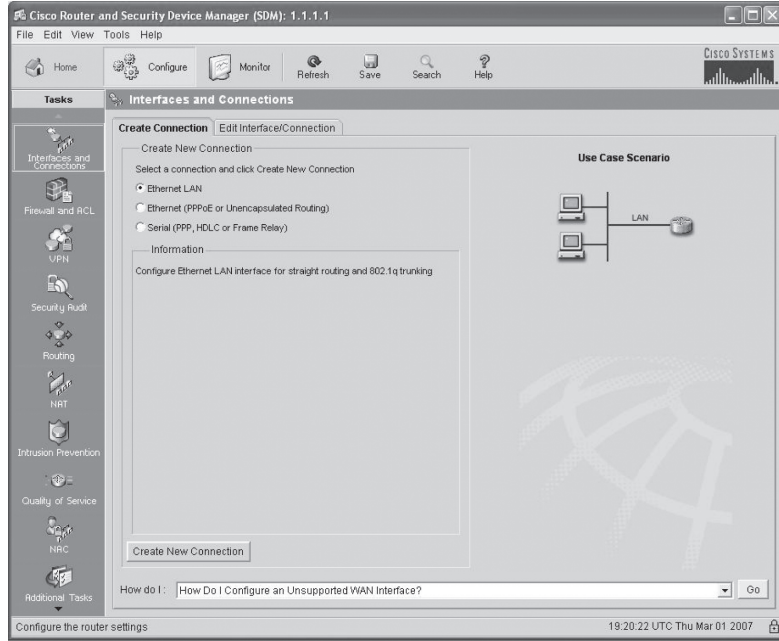 Cisco Router and Security Device Manager (SDM): 1.1.1.1
File Edit View Tools Help
Home Configure Monitor Refresh Save Search Help
CISCO SYSTEMS
Tasks
Interfaces and Connections
Create Connection Edit Interface/Connection
Interfaces and
Connections
Firewall and ACL
VPN
Security Audit
Routing
NAT
Intrusion Prevention
Quality of Service
NAC
Additional Tasks
Create New Connection
Select a connection and click Create New Connection
Ethernet LAN
Ethernet (PPPoE or Unencapsulated Routing)
Serial (PPP, HDLC or Frame Relay)
Information
Configure Ethernet LAN interface for straight routing and 802.1q trunking
Use Case Scenario
LAN
Create New Connection
How do I: How Do I Configure an Unsupported WAN Interface? Go
Configure the router settings 19:20:22 UTC Thu Mar 01 2007